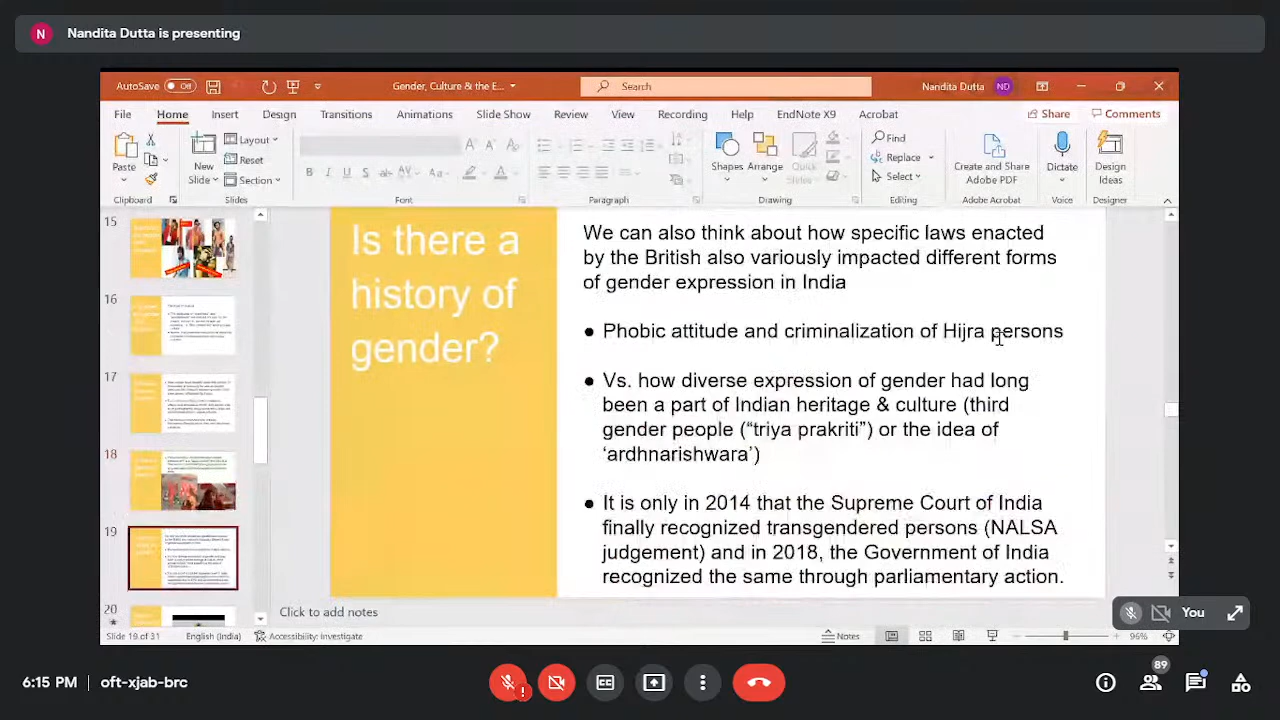 N Nandita Dutta is presenting
AutoSave Off Gender, Culture & the E... Search Nandita Dutta ND
File Home Insert Design Transitions Animations Slide Show Review View Recording Help EndNote X9 Acrobat Share Comments
Paste
New
Slide
Layout
Reset
Section
Shapes
Arrange
Quick
Styles
Find
Replace
Select
Create and Share
Adobe PDF
Dictate
Design
Ideas
Clipboard Slides Font Paragraph Drawing Editing Adobe Acrobat Voice Designer
15
16
17
18
19
20
Is there a
history of
gender?
We can also think about how specific laws enacted
by the British also variously impacted different forms
of gender expression in India
● Phobic attitude and criminalization of Hijra persons
● Vs. how diverse expression of gender had long
been a part of Indian heritage culture (third
gender people (“triya prakriti”) or the idea of
‘ardhnarishwara’)
● It is only in 2014 that the Supreme Court of India
finally recognized transgendered persons (NALSA
judgement) and in 2018, the government of India
recognized the same through parliamentary action.
Click to add notes
Slide 19 of 31 English (India) Accessibility: Investigate Notes 96%
You
89
6:15 PM | oft-xjab-brc
CC